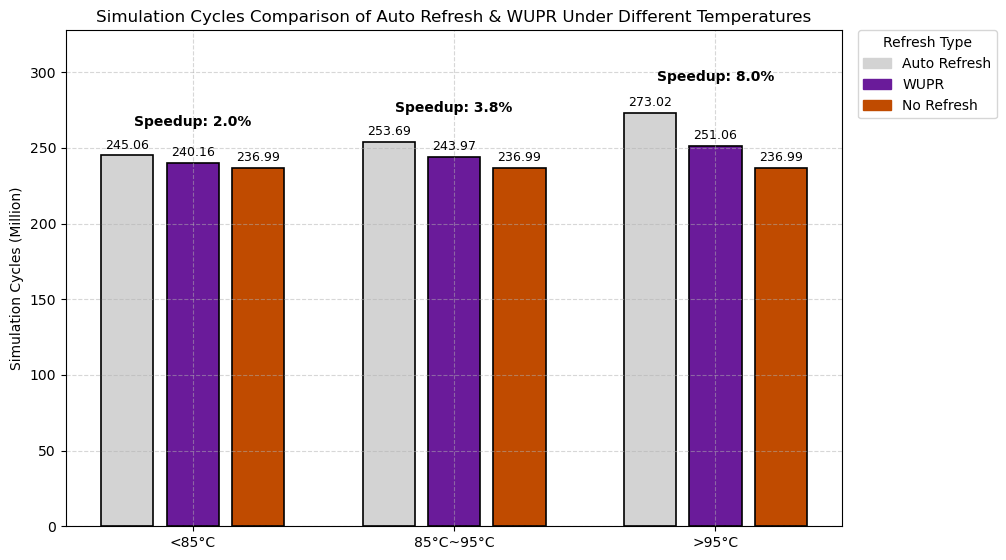 Simulation Cycles Comparison of Auto Refresh & WUPR Under Different Temperatures
Refresh Type
Auto Refresh
WUPR
No Refresh
Simulation Cycles (Million)
300
250
200
150
100
50
0
Speedup: 2.0%
245.06
240.16
236.99
Speedup: 3.8%
253.69
243.97
236.99
Speedup: 8.0%
273.02
251.06
236.99
<85°C
85°C~95°C
>95°C